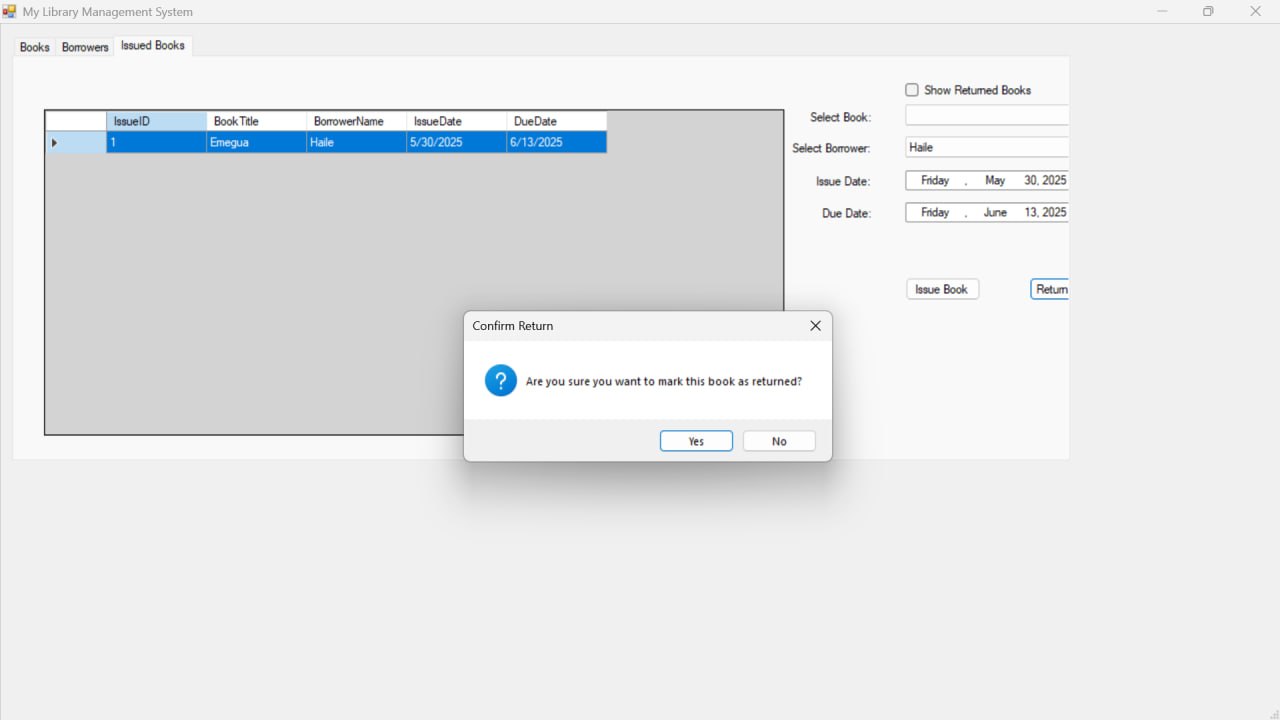 My Library Management System
Books Borrowers Issued Books
Show Returned Books
IssueID BookTitle BorrowerName IssueDate DueDate
1 Emegua Haile 5/30/2025 6/13/2025
Select Book:
Select Borrower: Haile
Issue Date: Friday , May 30, 2025
Due Date: Friday , June 13, 2025
Issue Book Return
Confirm Return
Are you sure you want to mark this book as returned?
Yes No